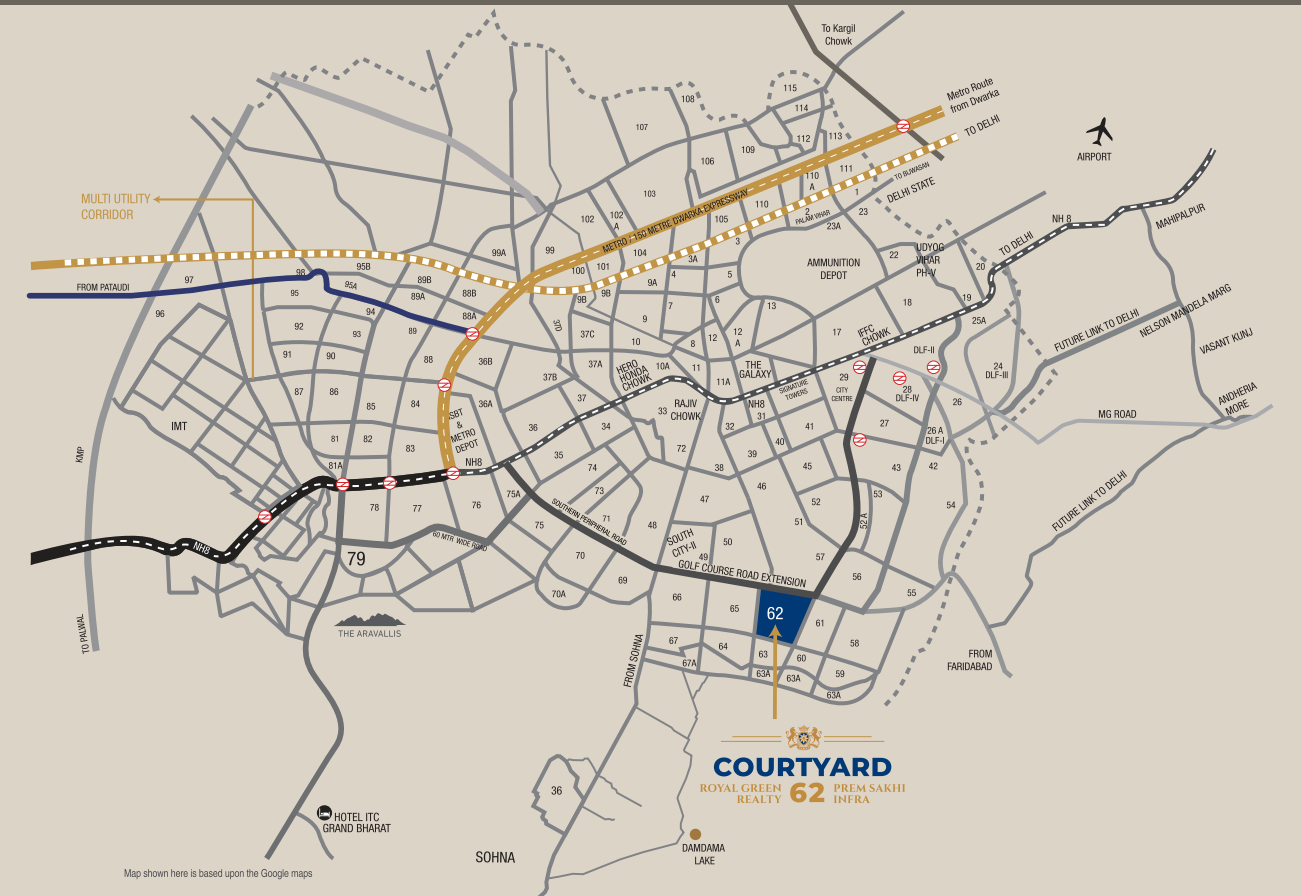 To Kargil
Chowk
Metro Route
from Dwarka
TO DELHI
AIRPORT
115
114
108
107
113
112
109
106
111
110
A
TO BIJWASAN
DELHI STATE
1
103
110
2
PALAM VIHAR
23
23A
MULTI UTILITY
CORRIDOR
METRO / 150 METRE DWARKA EXPRESSWAY
102
102
A
105
3
104
3A
NH 8
MAHIPALPUR
TO DELHI
UDYOG
VIHAR
PH-V
22
20
AMMUNITION
DEPOT
99A
99
100
101
9A
4
5
95B
98
97
95A
95
89B
89A
88B
88A
9B
9B
FROM PATAUDI
96
94
92
93
89
37D
37C
9
7
6
13
12
12
A
17
18
19
25A
IFFC
CHOWK
DLF-II
FUTURE LINK TO DELHI
NELSON MANDELA MARG
VASANT KUNJ
24
DLF-III
91
90
88
36B
37B
37A
10
8
HERO
HONDA
CHOWK
10A
11
11A
THE
GALAXY
SIGNATURE
TOWERS
29
CITY
CENTRE
28
DLF-IV
26
ANDHERIA
MORE
MG ROAD
87
86
85
84
36A
ISBT
&
METRO
DEPOT
37
36
34
33
RAJIV
CHOWK
NH8
31
32
41
40
27
26 A
DLF-I
IMT
81
82
83
81A
NH8
35
74
73
72
38
39
46
45
43
42
KMP
78
77
76
75A
75
SOUTHERN PERIPHERAL ROAD
71
47
48
52
51
53
52 A
54
FUTURE LINK TO DELHI
NH8
79
60 MTR. WIDE ROAD
70
70A
69
SOUTH
CITY-II
49
50
GOLF COURSE ROAD EXTENSION
57
56
55
66
65
62
61
58
THE ARAVALLIS
TO PALWAL
FROM SOHNA
67
67A
64
63
63A
63A
60
59
63A
FROM
FARIDABAD
COURTYARD
ROYAL GREEN
REALTY
62
PREM SAKHI
INFRA
36
HOTEL ITC
GRAND BHARAT
SOHNA
DAMDAMA
LAKE
Map shown here is based upon the Google maps